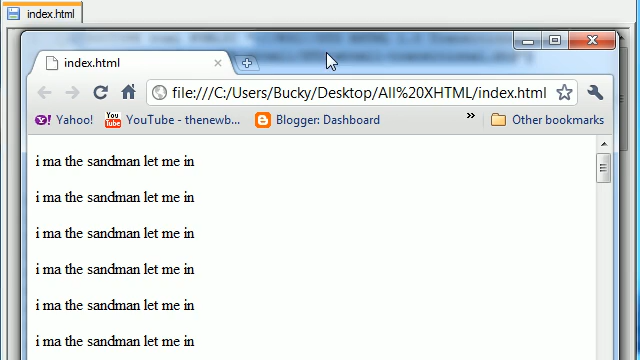 index.html
index.html
file:///C:/Users/Bucky/Desktop/All%20XHTML/index.html
Yahoo! YouTube - thenewb... Blogger: Dashboard » Other bookmarks
i ma the sandman let me in
i ma the sandman let me in
i ma the sandman let me in
i ma the sandman let me in
i ma the sandman let me in
i ma the sandman let me in